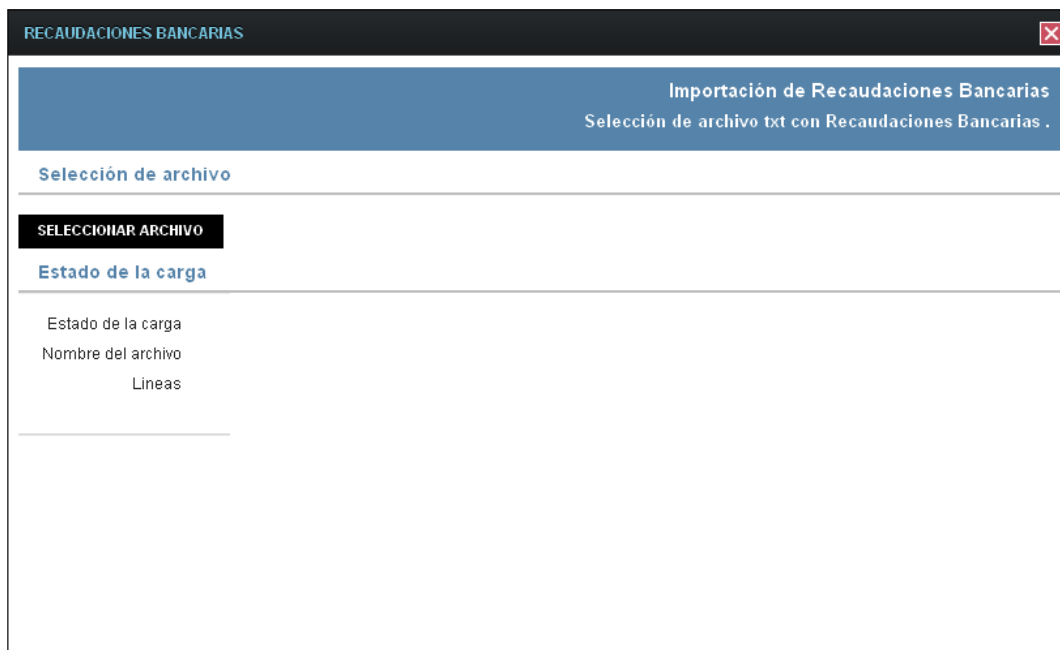 RECAUDACIONES BANCARIAS
Importación de Recaudaciones Bancarias
Selección de archivo txt con Recaudaciones Bancarias .
Selección de archivo
SELECCIONAR ARCHIVO
Estado de la carga
Estado de la carga
Nombre del archivo
Lineas